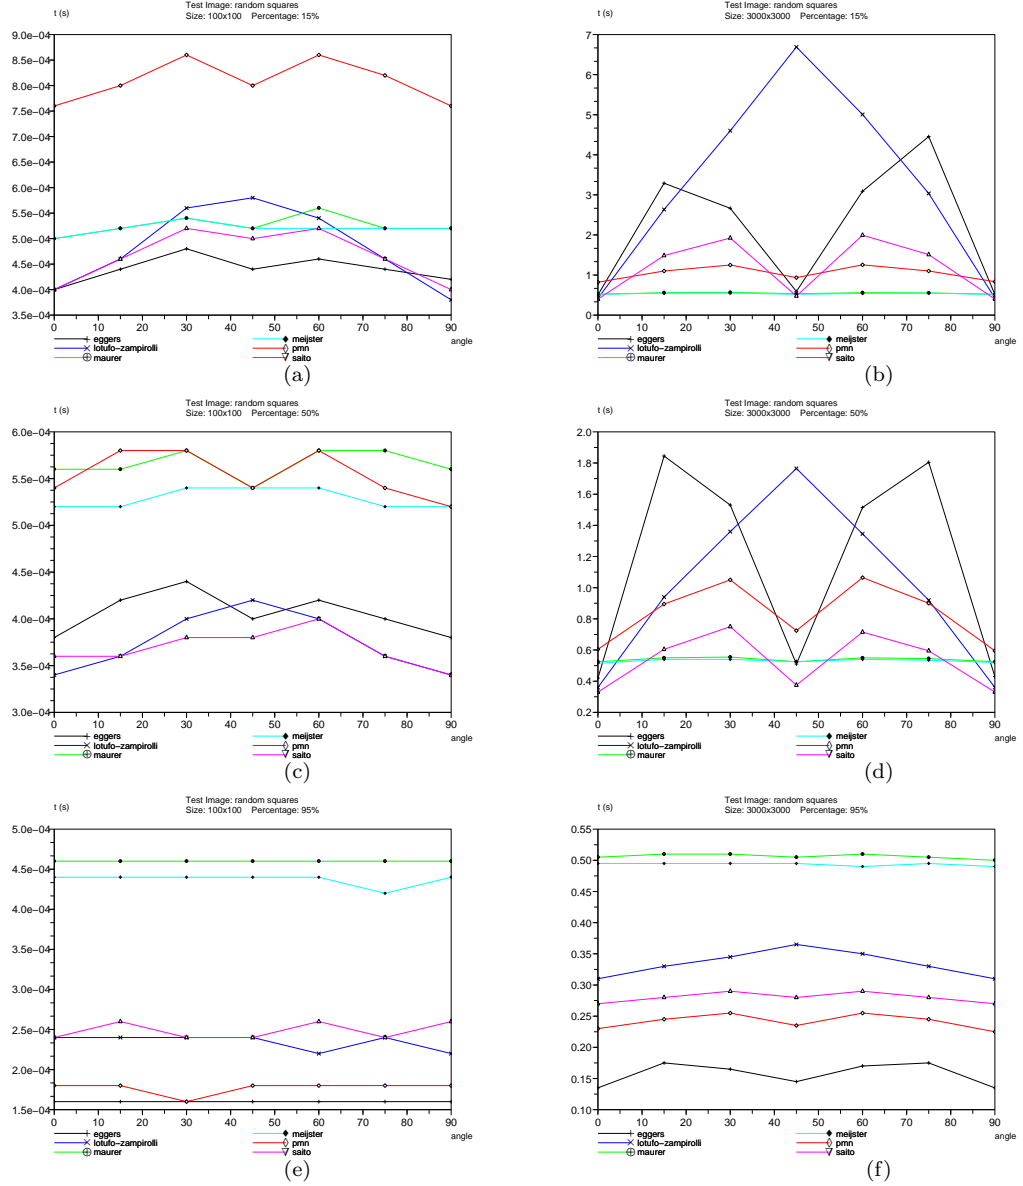 Test Image: random squares
Size: 100x100 Percentage: 15%
t (s)
9.0e-04
8.5e-04
8.0e-04
7.5e-04
7.0e-04
6.5e-04
6.0e-04
5.5e-04
5.0e-04
4.5e-04
4.0e-04
3.5e-04
0 10 20 30 40 50 60 70 80 90
angle
eggers meijster
lotufo-zampirolli pmn
maurer saito
(a)
Test Image: random squares
Size: 3000x3000 Percentage: 15%
t (s)
7
6
5
4
3
2
1
0
0 10 20 30 40 50 60 70 80 90
angle
eggers meijster
lotufo-zampirolli pmn
maurer saito
(b)
Test Image: random squares
Size: 100x100 Percentage: 50%
t (s)
6.0e-04
5.5e-04
5.0e-04
4.5e-04
4.0e-04
3.5e-04
3.0e-04
0 10 20 30 40 50 60 70 80 90
angle
eggers meijster
lotufo-zampirolli pmn
maurer saito
(c)
Test Image: random squares
Size: 3000x3000 Percentage: 50%
t (s)
2.0
1.8
1.6
1.4
1.2
1.0
0.8
0.6
0.4
0.2
0 10 20 30 40 50 60 70 80 90
angle
eggers meijster
lotufo-zampirolli pmn
maurer saito
(d)
Test Image: random squares
Size: 100x100 Percentage: 95%
t (s)
5.0e-04
4.5e-04
4.0e-04
3.5e-04
3.0e-04
2.5e-04
2.0e-04
1.5e-04
0 10 20 30 40 50 60 70 80 90
angle
eggers meijster
lotufo-zampirolli pmn
maurer saito
(e)
Test Image: random squares
Size: 3000x3000 Percentage: 95%
t (s)
0.55
0.50
0.45
0.40
0.35
0.30
0.25
0.20
0.15
0.10
0 10 20 30 40 50 60 70 80 90
angle
eggers meijster
lotufo-zampirolli pmn
maurer saito
(f)